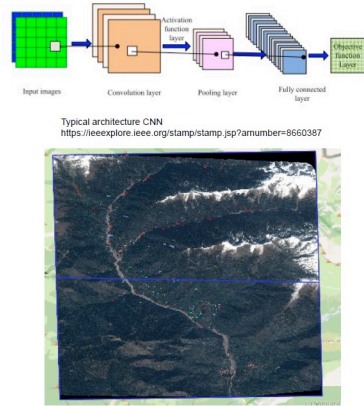 Activation
function
layer
Objective
function
Layer
Input images
Convolation layer
Pooling layer
Fully connected
layer
Typical architecture CNN
https://ieeexplore.ieee.org/stamp/stamp.jsp?arnumber=8660387